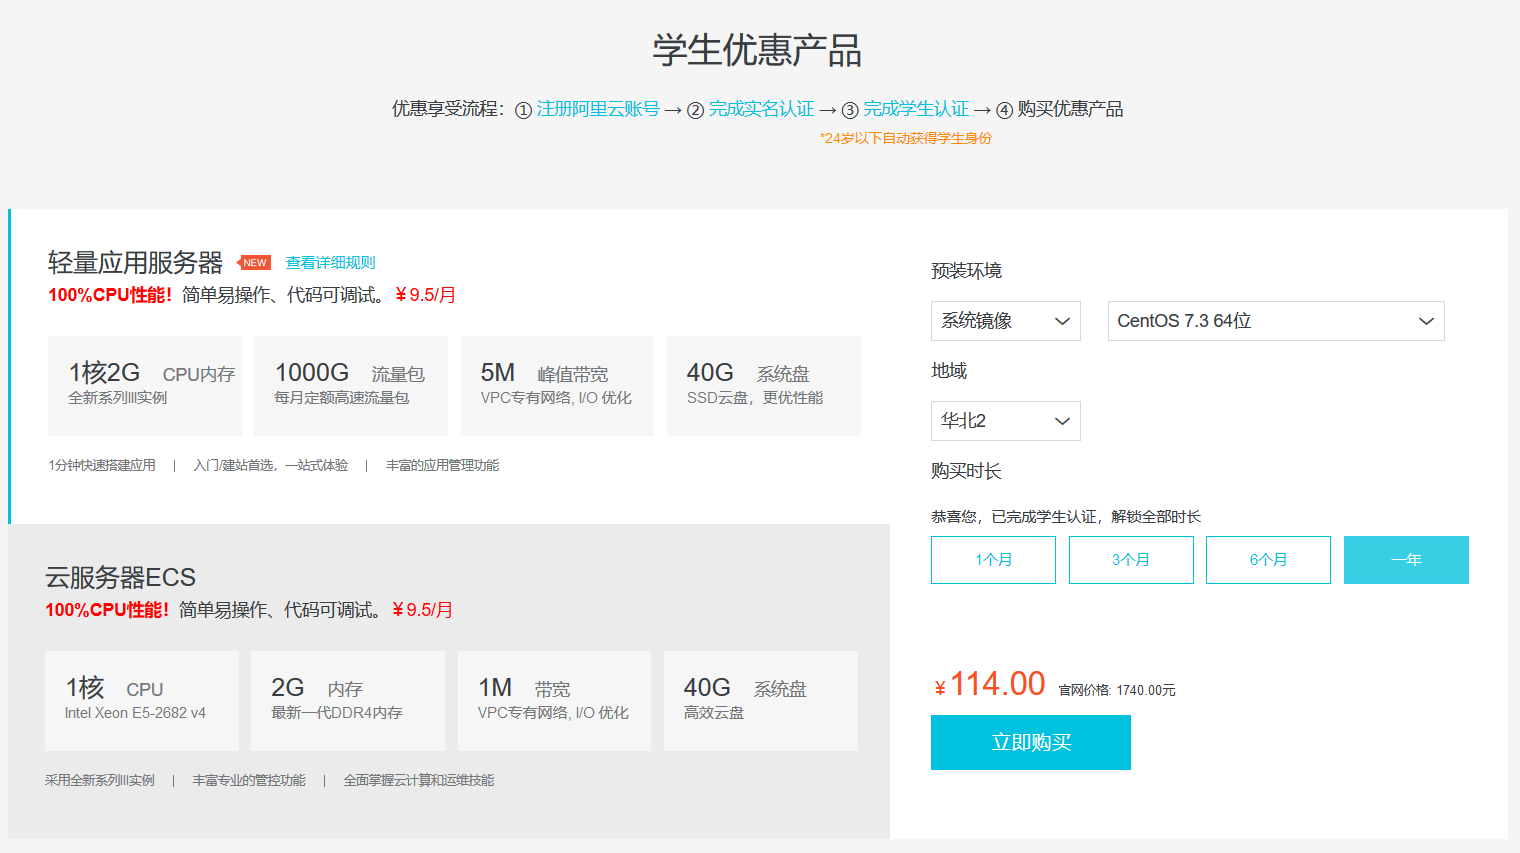 学生优惠产品
优惠享受流程：① 注册阿里云账号 → ② 完成实名认证 → ③ 完成学生认证 → ④ 购买优惠产品
*24岁以下自动获得学生身份
轻量应用服务器 NEW 查看详细规则
100%CPU性能！简单易操作、代码可调试。￥9.5/月
1核2G CPU内存
全新系列III实例
1000G 流量包
每月定额高速流量包
5M 峰值带宽
VPC专有网络, I/O 优化
40G 系统盘
SSD云盘，更优性能
1分钟快速搭建应用 | 入门/建站首选，一站式体验 | 丰富的应用管理功能
云服务器ECS
100%CPU性能！简单易操作、代码可调试。￥9.5/月
1核 CPU
Intel Xeon E5-2682 v4
2G 内存
最新一代DDR4内存
1M 带宽
VPC专有网络, I/O 优化
40G 系统盘
高效云盘
采用全新系列III实例 | 丰富专业的管控功能 | 全面掌握云计算和运维技能
预装环境
系统镜像 CentOS 7.3 64位
地域
华北2
购买时长
恭喜您，已完成学生认证，解锁全部时长
1个月 3个月 6个月 一年
￥114.00 官网价格: 1740.00元
立即购买